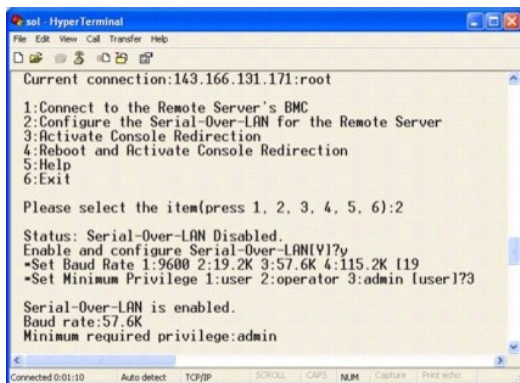 sol - HyperTerminal
File Edit View Call Transfer Help
Current connection:143.166.131.171:root
1:Connect to the Remote Server's BMC
2:Configure the Serial-Over-LAN for the Remote Server
3:Activate Console Redirection
4:Reboot and Activate Console Redirection
5:Help
6:Exit
Please select the item(press 1, 2, 3, 4, 5, 6):2
Status: Serial-Over-LAN Disabled.
Enable and configure Serial-Over-LAN[Y]?y
-Set Baud Rate 1:9600 2:19.2K 3:57.6K 4:115.2K [19
-Set Minimum Privilege 1:user 2:operator 3:admin [user]?3
Serial-Over-LAN is enabled.
Baud rate:57.6K
Minimum required privilege:admin
Connected 0:01:10 Auto detect TCP/IP SCROLL CAPS NUM Capture Print echo